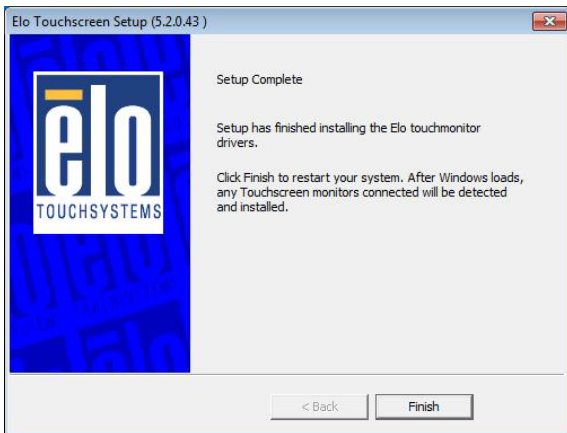 Elo Touchscreen Setup (5.2.0.43 )
ēlo
TOUCHSYSTEMS
Setup Complete
Setup has finished installing the Elo touchmonitor
drivers.
Click Finish to restart your system. After Windows loads,
any Touchscreen monitors connected will be detected
and installed.
< Back
Finish